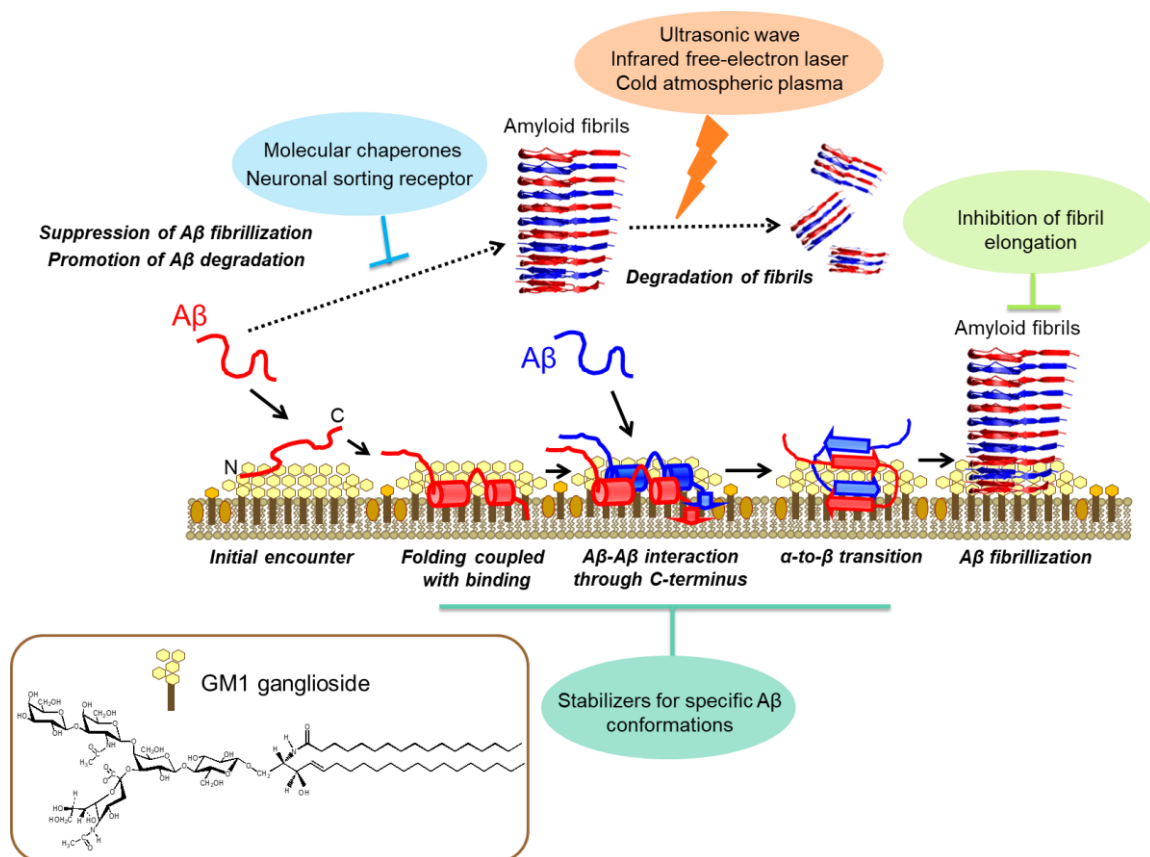 Ultrasonic wave
Infrared free-electron laser
Cold atmospheric plasma
Molecular chaperones
Neuronal sorting receptor
Amyloid fibrils
Inhibition of fibril
elongation
Suppression of Aβ fibrillization
Promotion of Aβ degradation
Degradation of fibrils
Amyloid fibrils
Aβ
Aβ
N
C
Initial encounter
Folding coupled
with binding
Aβ-Aβ interaction
through C-terminus
α-to-β transition
Aβ fibrillization
Stabilizers for specific Aβ
conformations
GM1 ganglioside